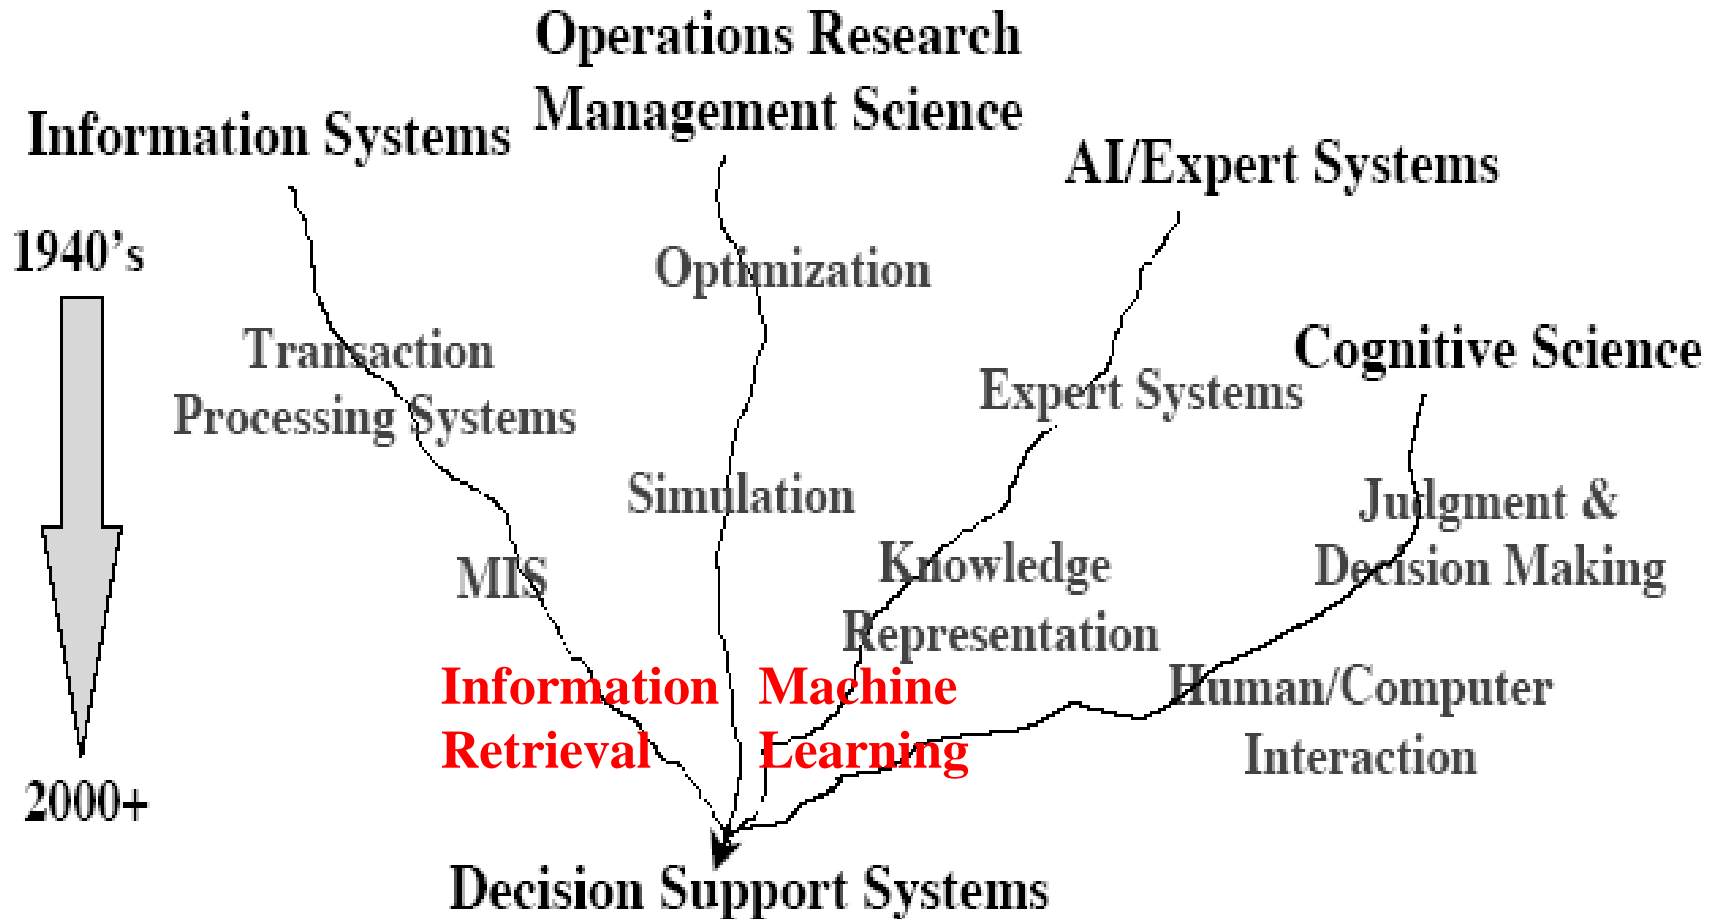 Operations Research
Management Science
Information Systems
AI/Expert Systems
1940's
Optimization
Transaction
Processing Systems
Cognitive Science
Expert Systems
Simulation
Judgment &
Decision Making
MIS
Knowledge
Representation
Information
Retrieval
Machine
Learning
Human/Computer
Interaction
2000+
Decision Support Systems